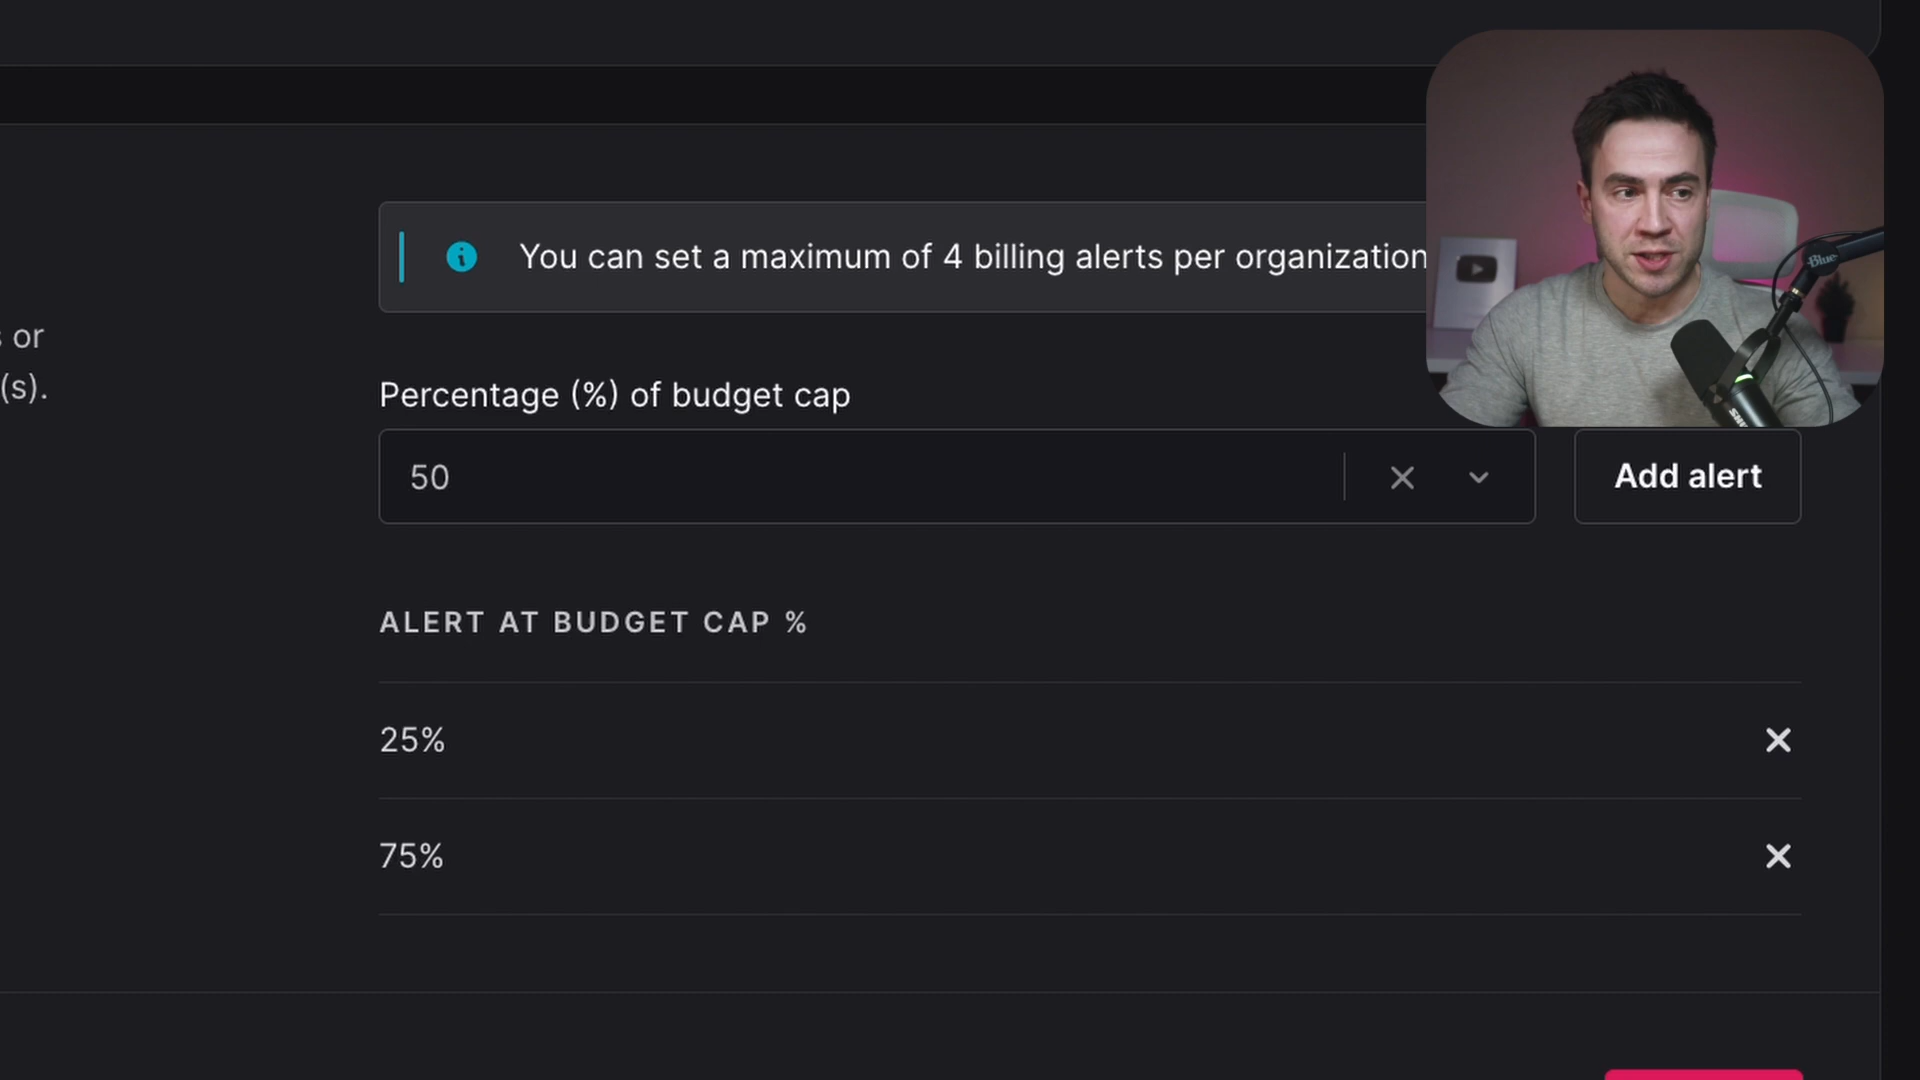 You can set a maximum of 4 billing alerts per organization
or
(s).
Percentage (%) of budget cap
50
Add alert
ALERT AT BUDGET CAP %
25%
75%
Blue